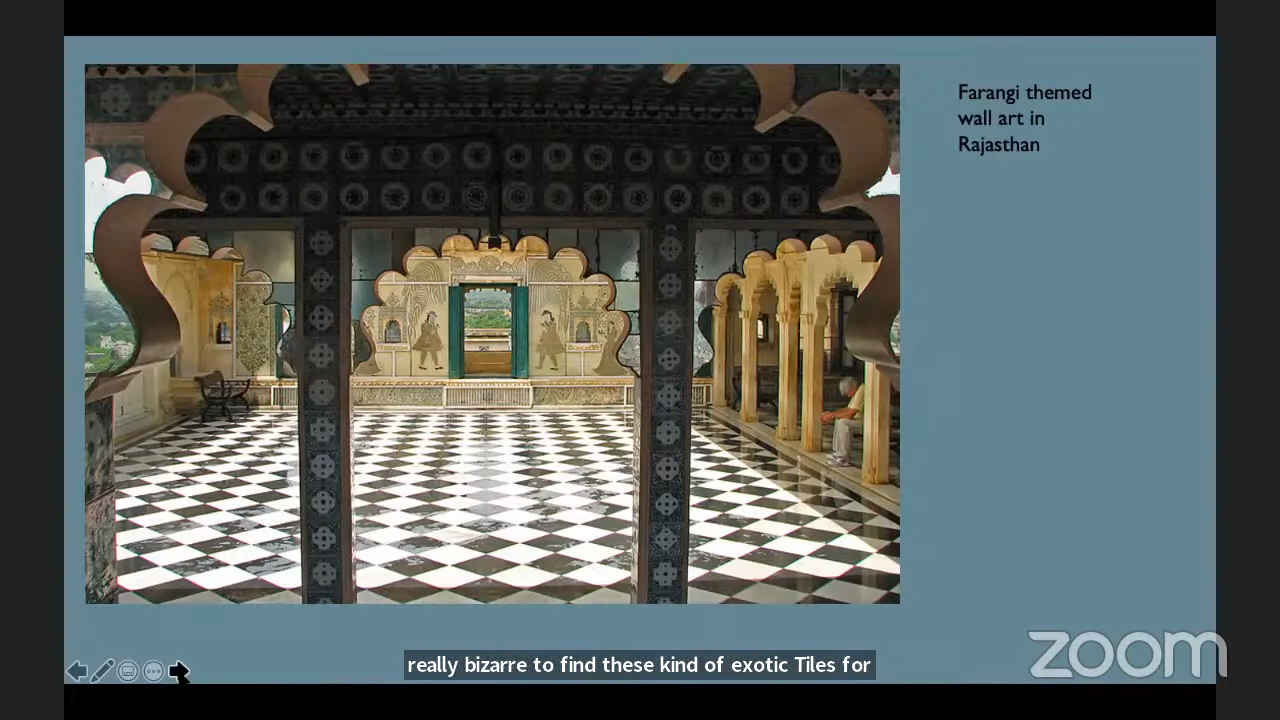 Farangi themed
wall art in
Rajasthan
really bizarre to find these kind of exotic Tiles for
zoom